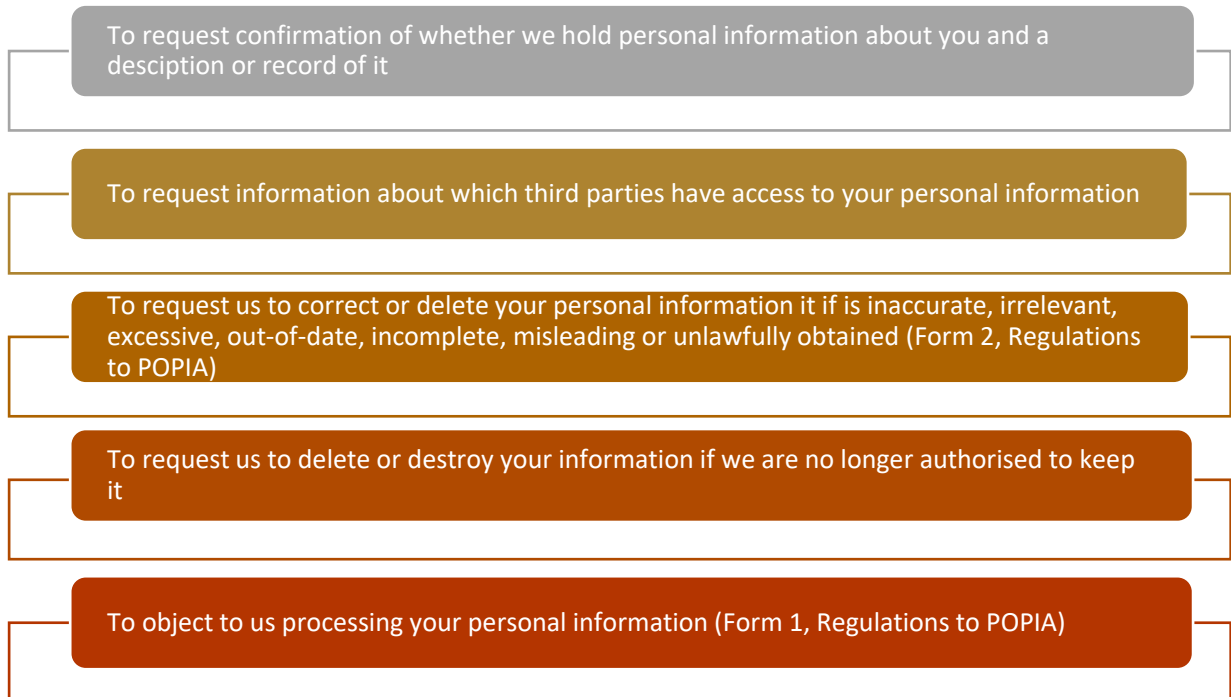 To request confirmation of whether we hold personal information about you and a
desciption or record of it
To request information about which third parties have access to your personal information
To request us to correct or delete your personal information it if is inaccurate, irrelevant,
excessive, out-of-date, incomplete, misleading or unlawfully obtained (Form 2, Regulations
to POPIA)
To request us to delete or destroy your information if we are no longer authorised to keep
it
To object to us processing your personal information (Form 1, Regulations to POPIA)